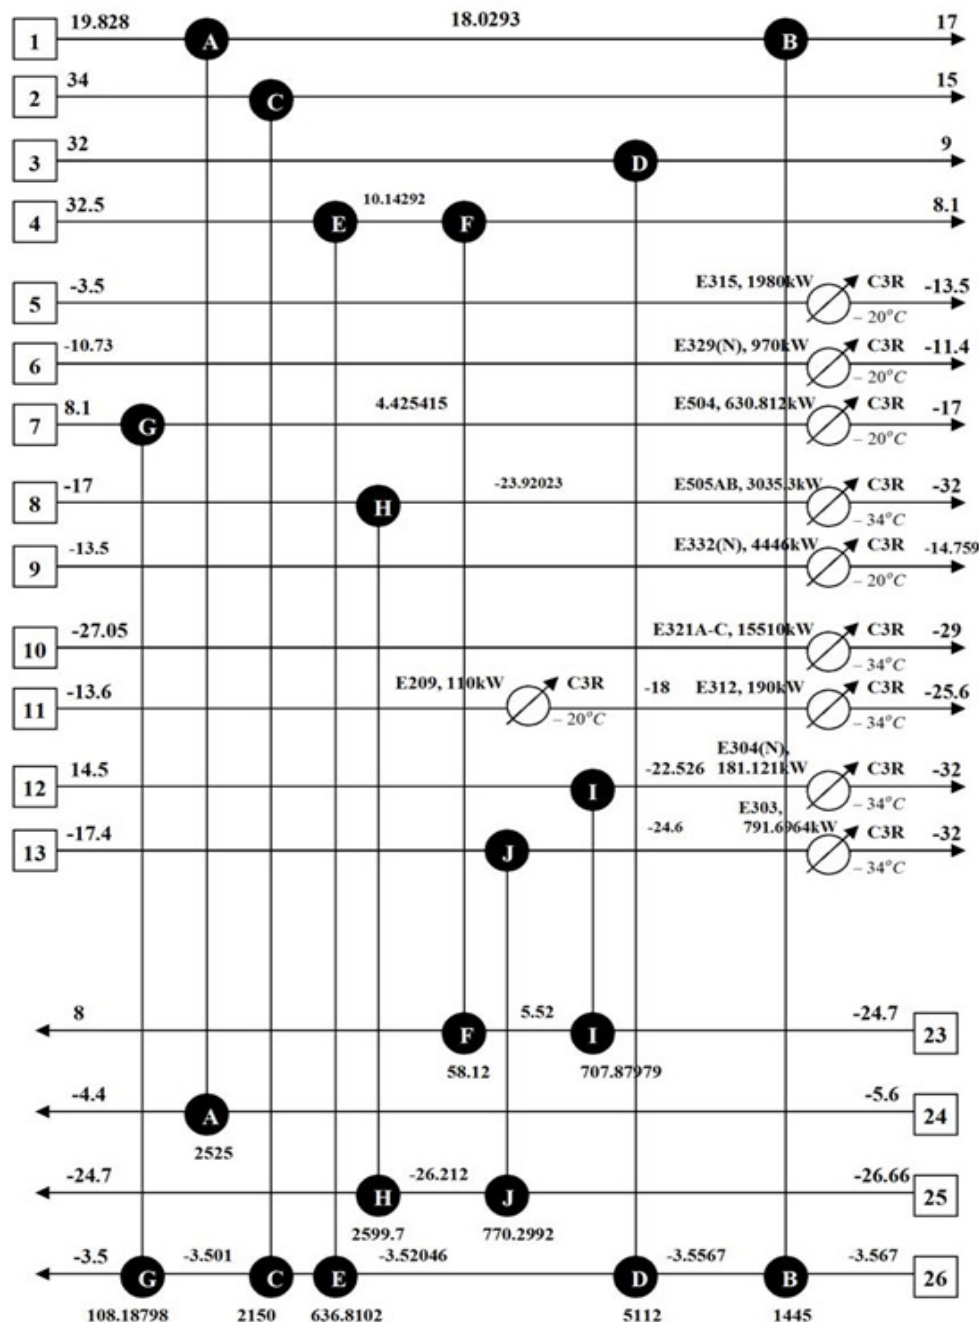 19.828 18.0293 17
1 A B
34 15
2 C
32 9
3 D
32.5 10.14292 8.1
4 E F
-3.5 E315, 1980kW C3R -13.5
5 – 20°C
-10.73 E329(N), 970kW C3R -11.4
6 – 20°C
8.1 4.425415 E504, 630.812kW C3R -17
7 G – 20°C
-17 -23.92023 E505AB, 3035.3kW C3R -32
8 H – 34°C
-13.5 E332(N), 4446kW C3R -14.759
9 – 20°C
-27.05 E321A-C, 15510kW C3R -29
10 – 34°C
-13.6 E209, 110kW C3R -18 E312, 190kW C3R -25.6
11 – 20°C – 34°C
E304(N),
14.5 -22.526 181.121kW C3R -32
12 I – 34°C
E303,
-17.4 -24.6 791.6964kW C3R -32
13 J – 34°C
8 5.52 -24.7
F I 23
58.12 707.87979
-4.4 -5.6
A 24
2525
-24.7 -26.212 -26.66
H J 25
2599.7 770.2992
-3.5 -3.501 -3.52046 -3.5567 -3.567
G C E D B 26
108.18798 2150 636.8102 5112 1445